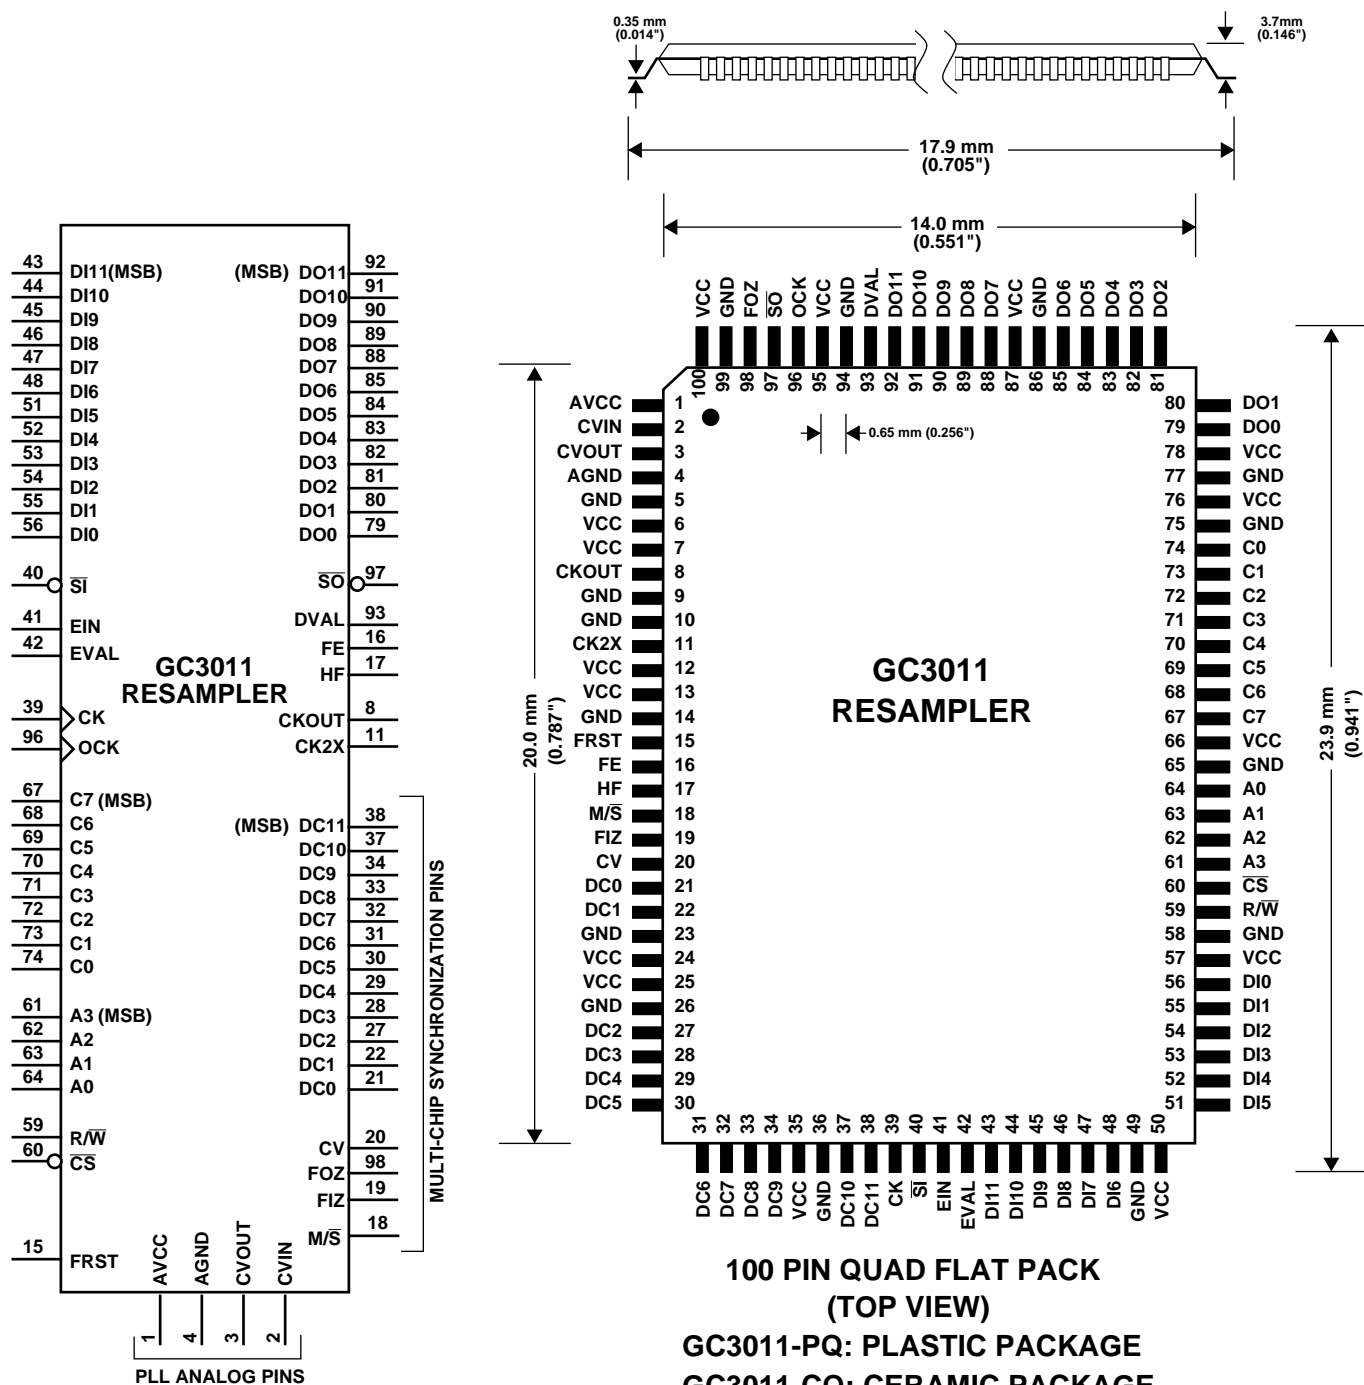 0.35 mm
(0.014")
3.7mm
(0.146")
17.9 mm
(0.705")
14.0 mm
(0.551")
43 DI11(MSB) (MSB) DO11 92
44 DI10 DO10 91
45 DI9 DO9 90
46 DI8 DO8 89
47 DI7 DO7 88
48 DI6 DO6 85
51 DI5 DO5 84
52 DI4 DO4 83
53 DI3 DO3 82
54 DI2 DO2 81
55 DI1 DO1 80
56 DI0 DO0 79
40 SI SO 97
41 EIN DVAL 93
42 EVAL FE 16
HF 17
GC3011
RESAMPLER
39 CK CKOUT 8
96 OCK CK2X 11
67 C7 (MSB)
68 C6 (MSB) DC11 38
69 C5 DC10 37
70 C4 DC9 34
71 C3 DC8 33
72 C2 DC7 32
73 C1 DC6 31
74 C0 DC5 30
DC4 29
61 A3 (MSB) DC3 28
62 A2 DC2 27
63 A1 DC1 22
64 A0 DC0 21
59 R/W CV 20
60 CS FOZ 98
FIZ 19
M/S 18
15 FRST
AVCC AGND CVOUT CVIN
1 4 3 2
PLL ANALOG PINS
MULTI-CHIP SYNCHRONIZATION PINS
VCC GND FOZ SO OCK VCC GND DVAL DO11 DO10 DO9 DO8 DO7 VCC GND DO6 DO5 DO4 DO3 DO2
100 99 98 97 96 95 94 93 92 91 90 89 88 87 86 85 84 83 82 81
0.65 mm (0.256")
AVCC 1 80 DO1
CVIN 2 79 DO0
CVOUT 3 78 VCC
AGND 4 77 GND
GND 5 76 VCC
VCC 6 75 GND
VCC 7 74 C0
CKOUT 8 73 C1
GND 9 72 C2
GND 10 71 C3
CK2X 11 70 C4
VCC 12 69 C5
VCC 13 68 C6
GND 14 67 C7
FRST 15 66 VCC
FE 16 65 GND
HF 17 64 A0
M/S 18 63 A1
FIZ 19 62 A2
CV 20 61 A3
DC0 21 60 CS
DC1 22 59 R/W
GND 23 58 GND
VCC 24 57 VCC
VCC 25 56 DI0
GND 26 55 DI1
DC2 27 54 DI2
DC3 28 53 DI3
DC4 29 52 DI4
DC5 30 51 DI5
GC3011
RESAMPLER
31 32 33 34 35 36 37 38 39 40 41 42 43 44 45 46 47 48 49 50
DC6 DC7 DC8 DC9 VCC GND DC10 DC11 CK SI EIN EVAL DI11 DI10 DI9 DI8 DI7 DI6 GND VCC
20.0 mm
(0.787")
23.9 mm
(0.941")
100 PIN QUAD FLAT PACK
(TOP VIEW)
GC3011-PQ: PLASTIC PACKAGE
GC3011-CQ: CERAMIC PACKAGE